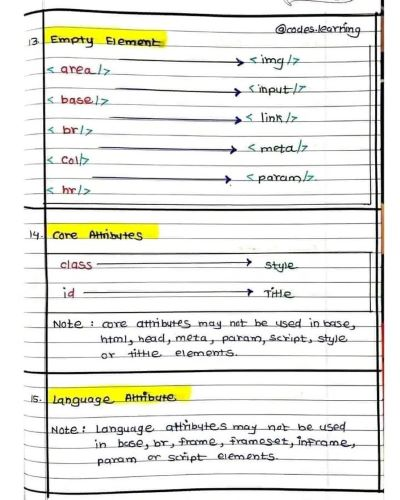 @codes.learning
13. Empty Element
<area/> → <img/>
<base/> → <input/>
<br/> → <link/>
<col/> → <meta/>
<hr/> → <param/>
14. Core Attributes
class → style
id → Title
Note : core attributes may not be used in base,
html, head, meta, param, script, style
or tittle elements.
15. Language Attribute
Note : Language attributes may not be used
in base, br, frame, frameset, inframe,
param or script elements.